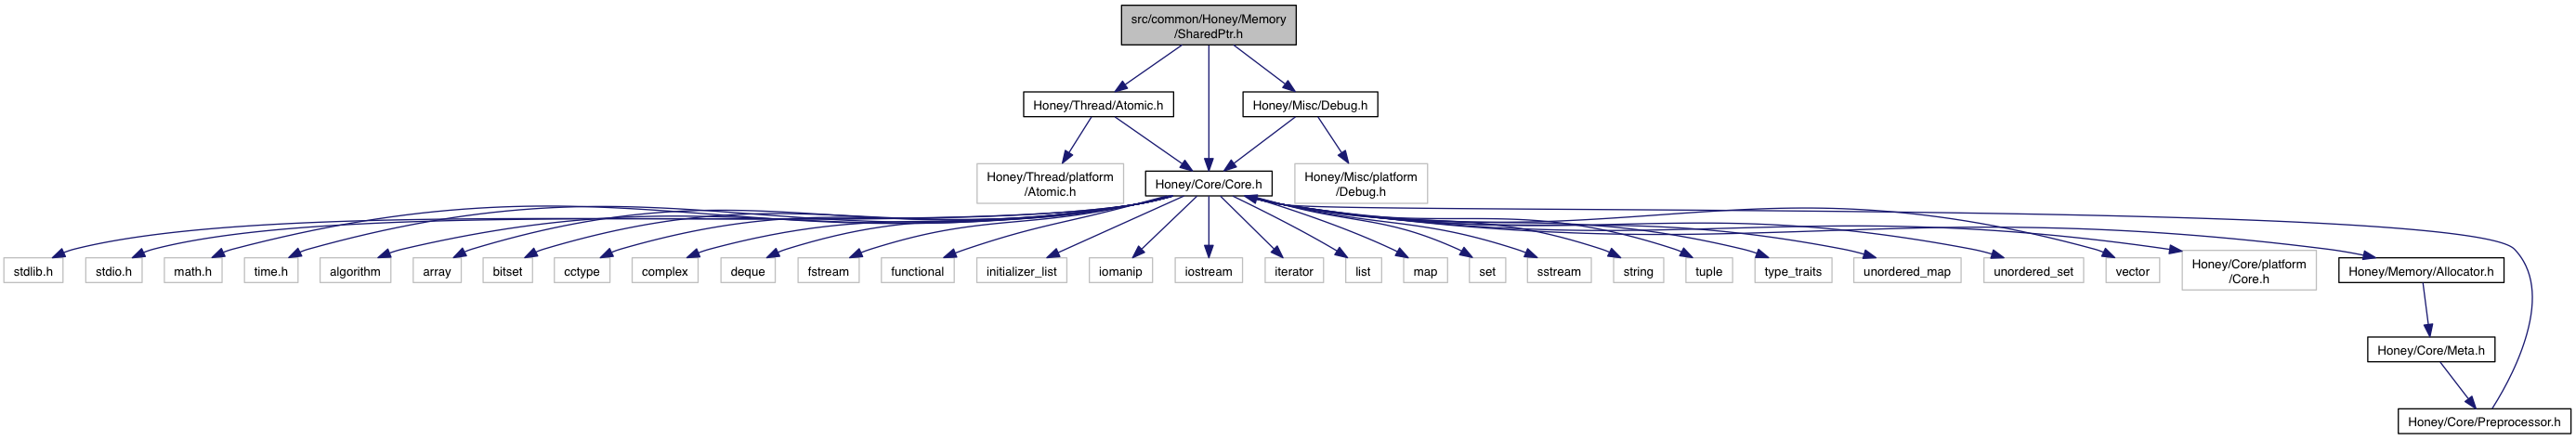 src/common/Honey/Memory
/SharedPtr.h
Honey/Thread/Atomic.h
Honey/Misc/Debug.h
Honey/Thread/platform
/Atomic.h
Honey/Core/Core.h
Honey/Misc/platform
/Debug.h
stdlib.h
stdio.h
math.h
time.h
algorithm
array
bitset
cctype
complex
deque
fstream
functional
initializer_list
iomanip
iostream
iterator
list
map
set
sstream
string
tuple
type_traits
unordered_map
unordered_set
vector
Honey/Core/platform
/Core.h
Honey/Memory/Allocator.h
Honey/Core/Meta.h
Honey/Core/Preprocessor.h